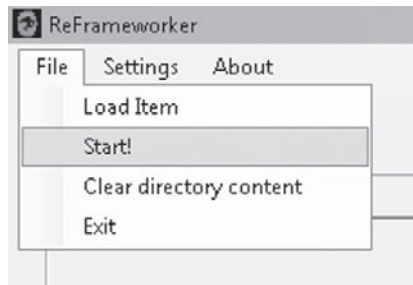 ReFrameworker
File Settings About
Load Item
Start!
Clear directory content
Exit